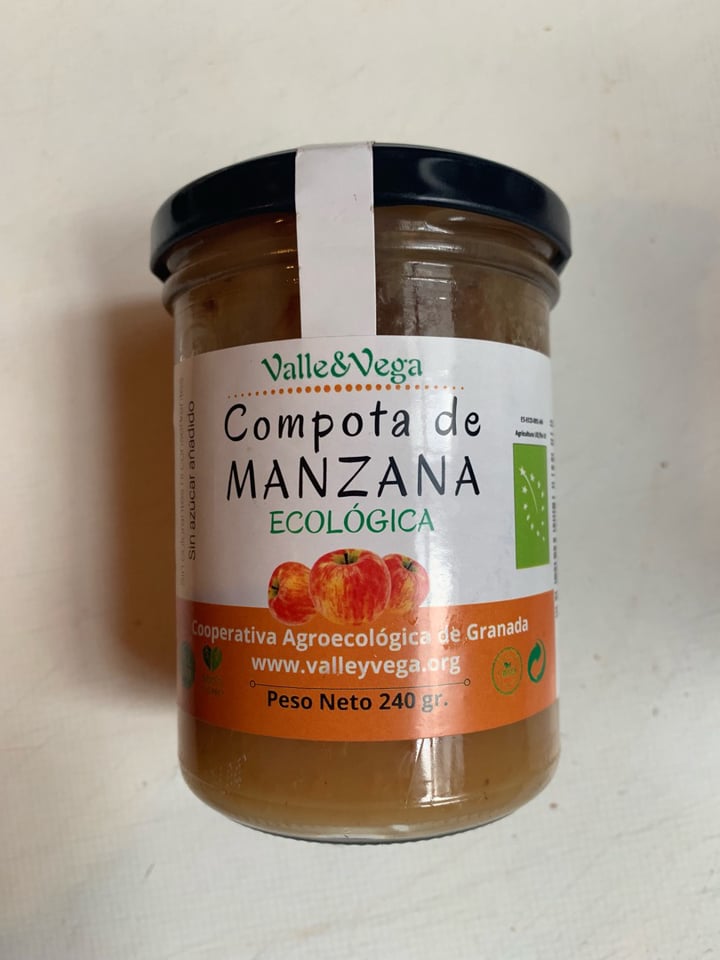 Valle&Vega
Compota de
MANZANA
ECOLÓGICA
Cooperativa Agroecológica de Granada
www.valleyvega.org
Peso Neto 240 gr.
Sin azúcar añadido